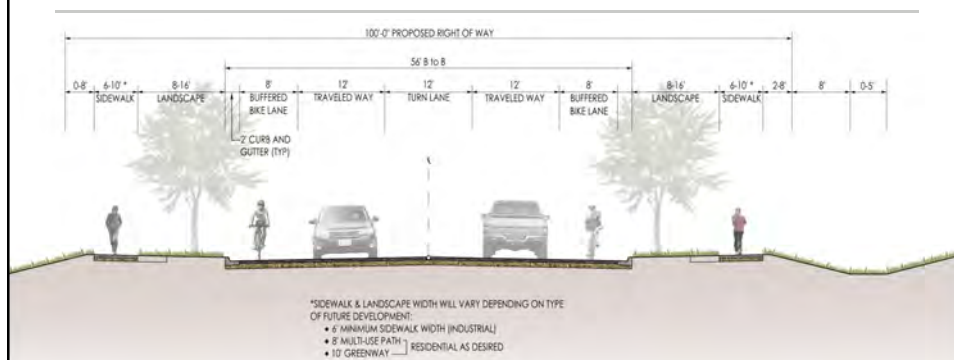 100'-0" PROPOSED RIGHT OF WAY
56' B to B
0-8' 6-10' * 8-16' 8' 12' 12' 12' 8' 8-16' 6-10' * 2-8' 8' 0-5'
SIDEWALK LANDSCAPE BUFFERED BIKE LANE TRAVELED WAY TURN LANE TRAVELED WAY BUFFERED BIKE LANE LANDSCAPE SIDEWALK
2' CURB AND
GUTTER (TYP)
*SIDEWALK & LANDSCAPE WIDTH WILL VARY DEPENDING ON TYPE
OF FUTURE DEVELOPMENT:
• 6' MINIMUM SIDEWALK WIDTH (INDUSTRIAL)
• 8' MULTI-USE PATH
• 10' GREENWAY
RESIDENTIAL AS DESIRED